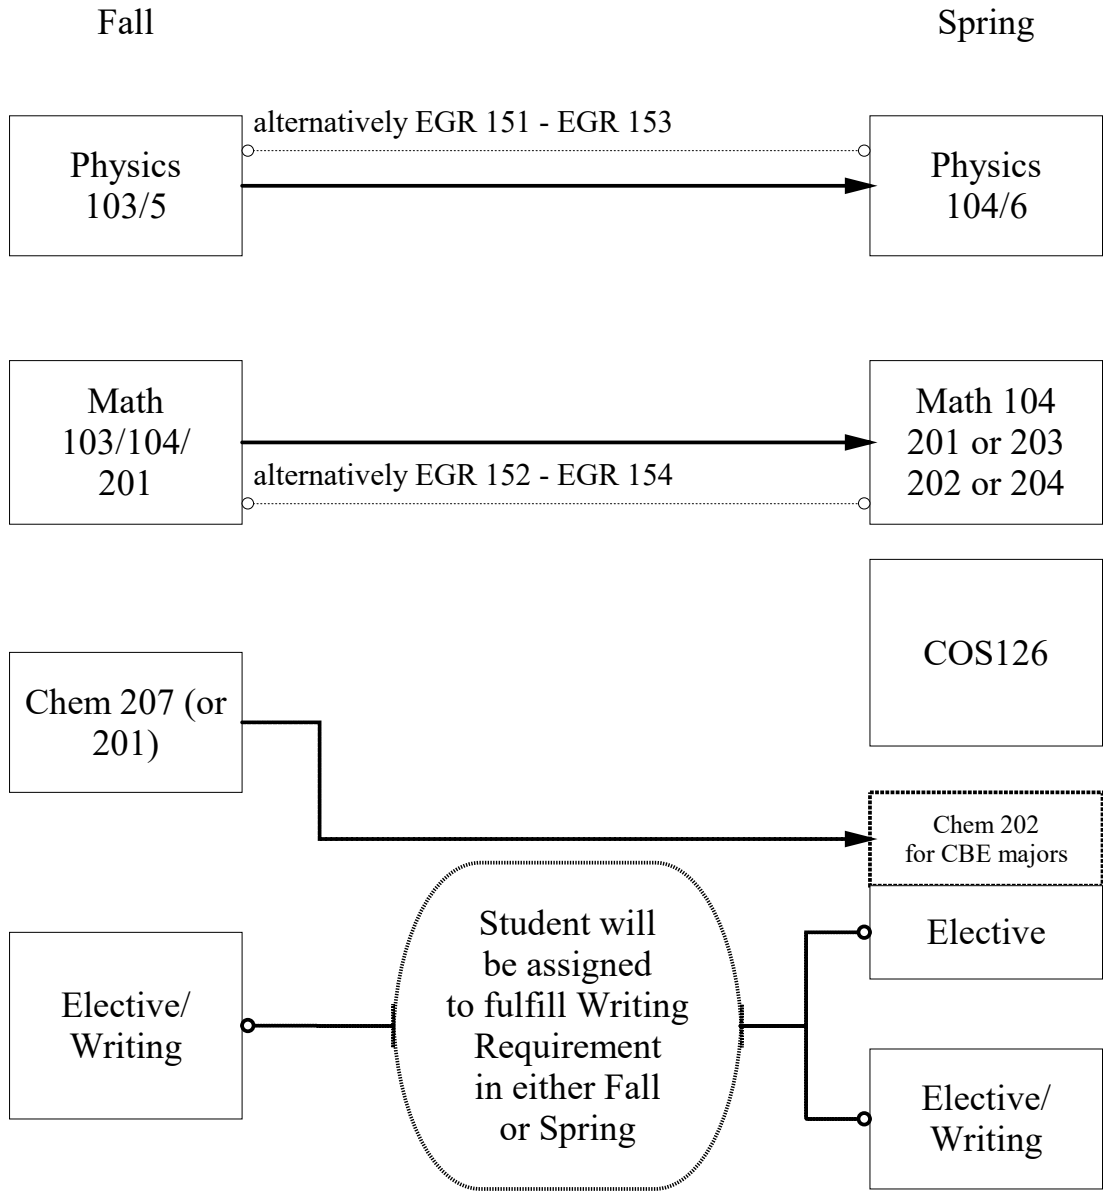 Fall
Spring
alternatively EGR 151 - EGR 153
Physics
103/5
Physics
104/6
Math
103/104/
201
Math 104
201 or 203
202 or 204
alternatively EGR 152 - EGR 154
COS126
Chem 207 (or
201)
Chem 202
for CBE majors
Student will
be assigned
to fulfill Writing
Requirement
in either Fall
or Spring
Elective
Elective/
Writing
Elective/
Writing